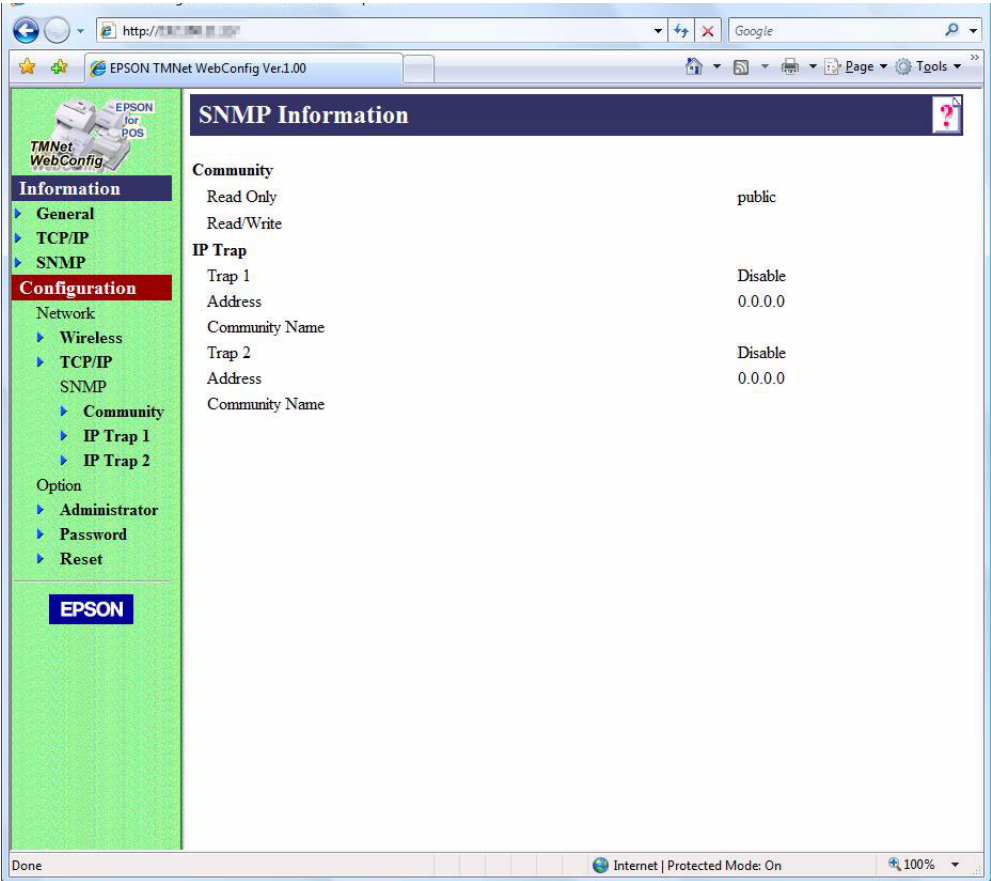 http://
Google
EPSON TMNet WebConfig Ver.1.00
Page
Tools
EPSON
for
POS
TMNet
WebConfig
Information
General
TCP/IP
SNMP
Configuration
Network
Wireless
TCP/IP
SNMP
Community
IP Trap 1
IP Trap 2
Option
Administrator
Password
Reset
EPSON
SNMP Information
?
Community
Read Only public
Read/Write
IP Trap
Trap 1 Disable
Address 0.0.0.0
Community Name
Trap 2 Disable
Address 0.0.0.0
Community Name
Done
Internet | Protected Mode: On
100%